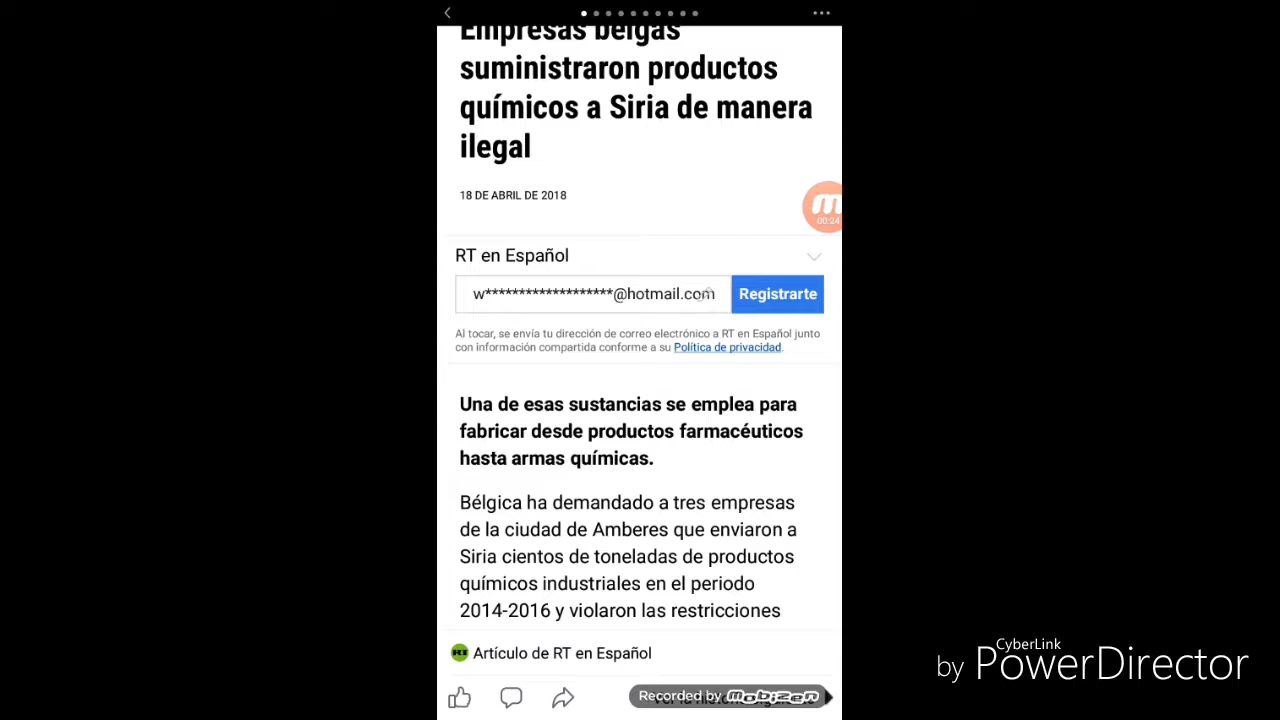 Empresas belgas
suministraron productos
químicos a Siria de manera
ilegal
18 DE ABRIL DE 2018
00:24
RT en Español
w*******************@hotmail.com
Registrarte
Al tocar, se envía tu dirección de correo electrónico a RT en Español junto
con información compartida conforme a su Política de privacidad.
Una de esas sustancias se emplea para
fabricar desde productos farmacéuticos
hasta armas químicas.
Bélgica ha demandado a tres empresas
de la ciudad de Amberes que enviaron a
Siria cientos de toneladas de productos
químicos industriales en el periodo
2014-2016 y violaron las restricciones
RT Artículo de RT en Español
Recorded by Mobizen
CyberLink
by PowerDirector